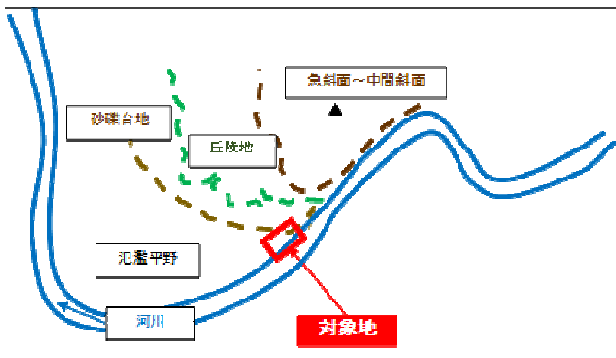 急斜面～中間斜面
砂礫台地
丘陵地
氾濫平野
河川
対象地